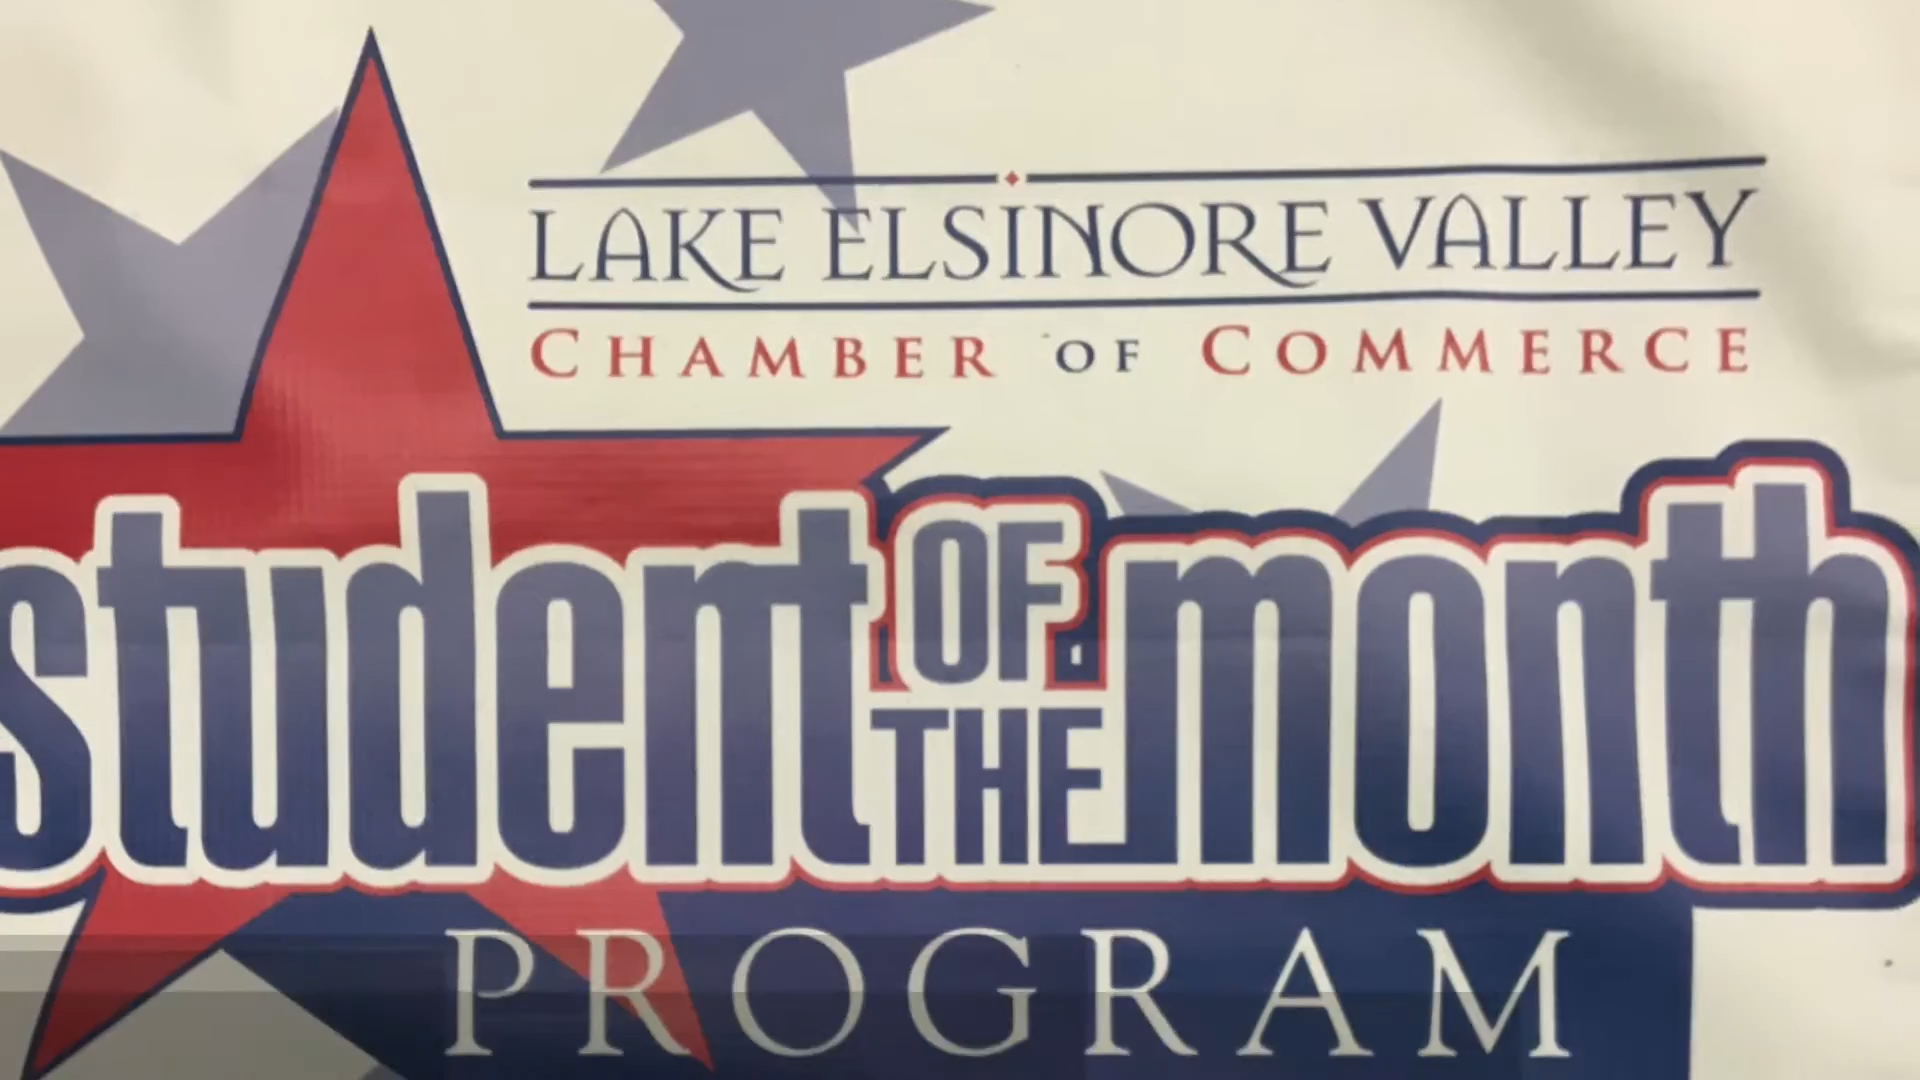 LAKE ELSINORE VALLEY
CHAMBER OF COMMERCE
student OF THE month
PROGRAM